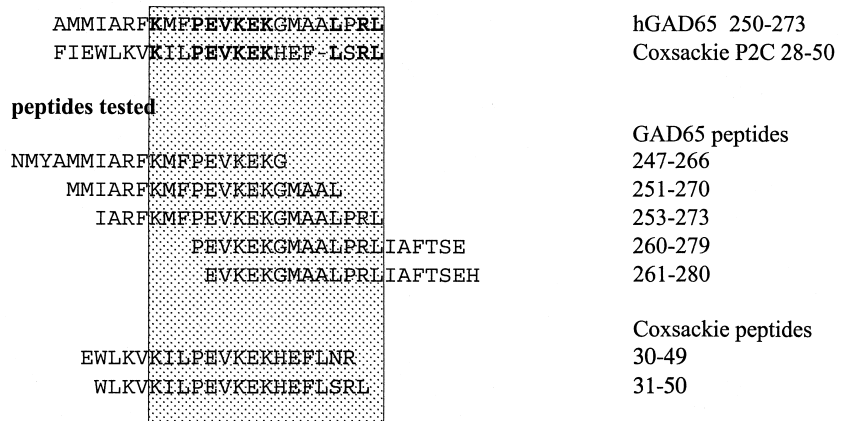 AMMIARFKMFPEVKEKGMAALPRL hGAD65 250-273
FIEWLKVKILPEVKEKHEF-LSRL Coxsackie P2C 28-50
peptides tested
GAD65 peptides
NMYAMMIARFKMFPEVKEKG 247-266
MMIARFKMFPEVKEKGMAAL 251-270
IARFKMFPEVKEKGMAALPRL 253-273
PEVKEKGMAALPRLIAFTSE 260-279
EVKEKGMAALPRLIAFTSEH 261-280
Coxsackie peptides
EWLKVKILPEVKEKHEFLNR 30-49
WLKVKILPEVKEKHEFLSRL 31-50